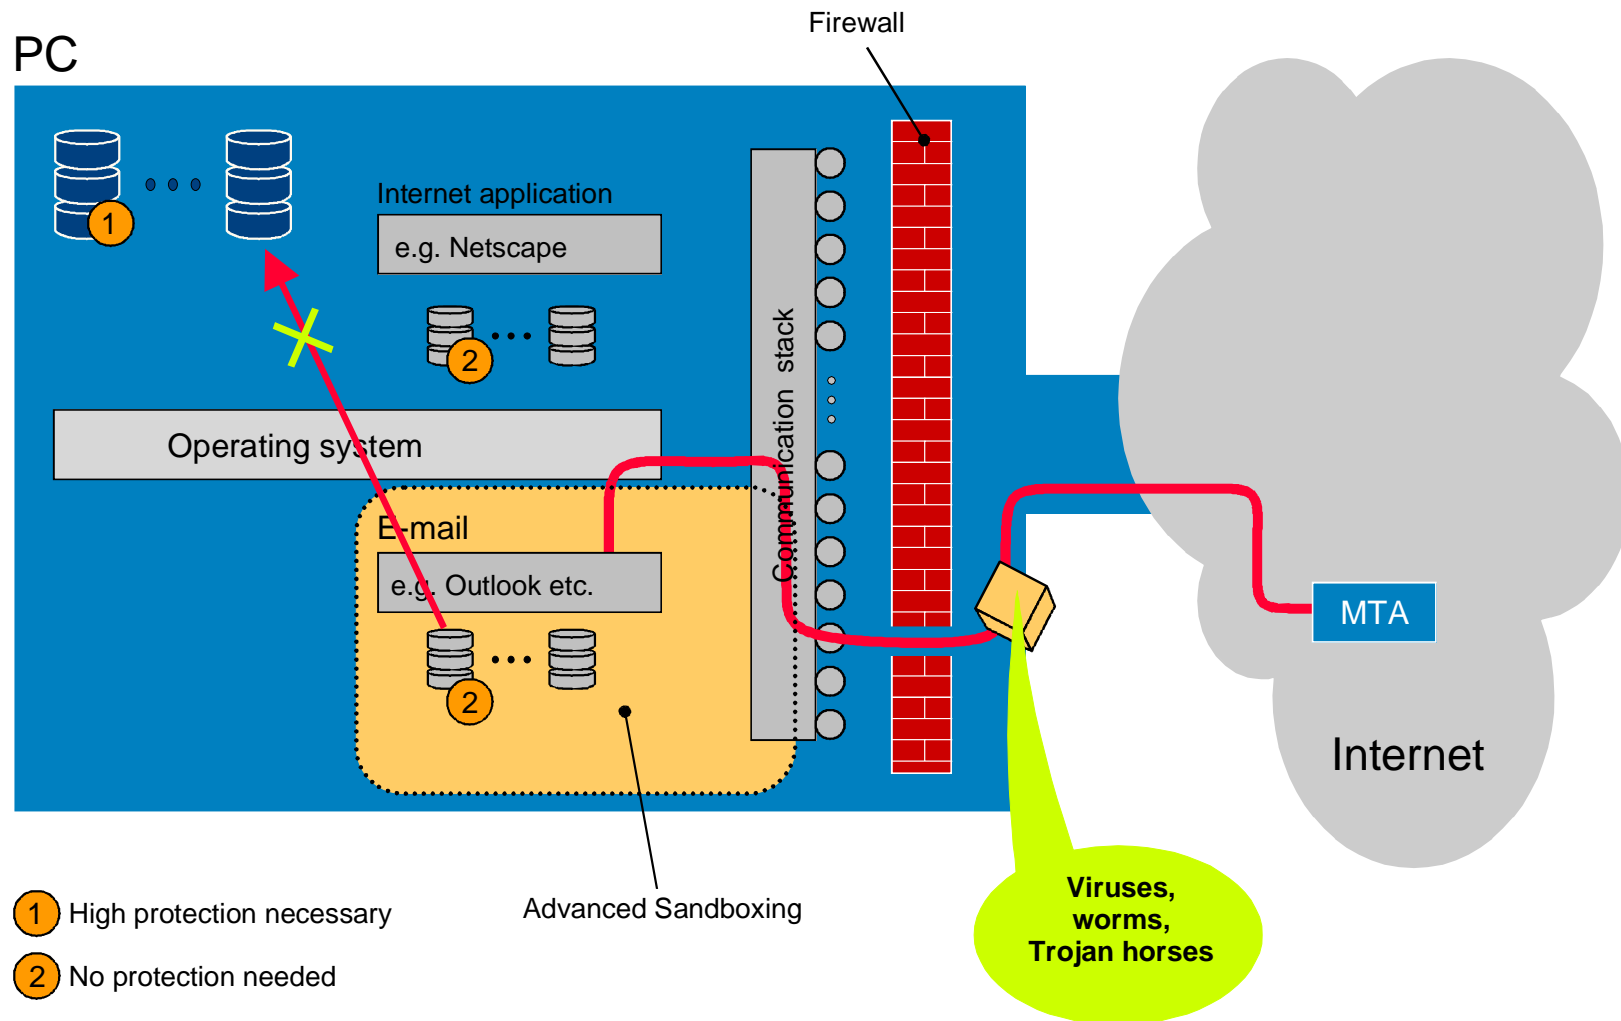 Firewall
PC
Internet application
1
e.g. Netscape
2
Communication stack
Operating system
E-mail
e.g. Outlook etc.
2
MTA
Internet
1 High protection necessary
Advanced Sandboxing
Viruses,
worms,
Trojan horses
2 No protection needed